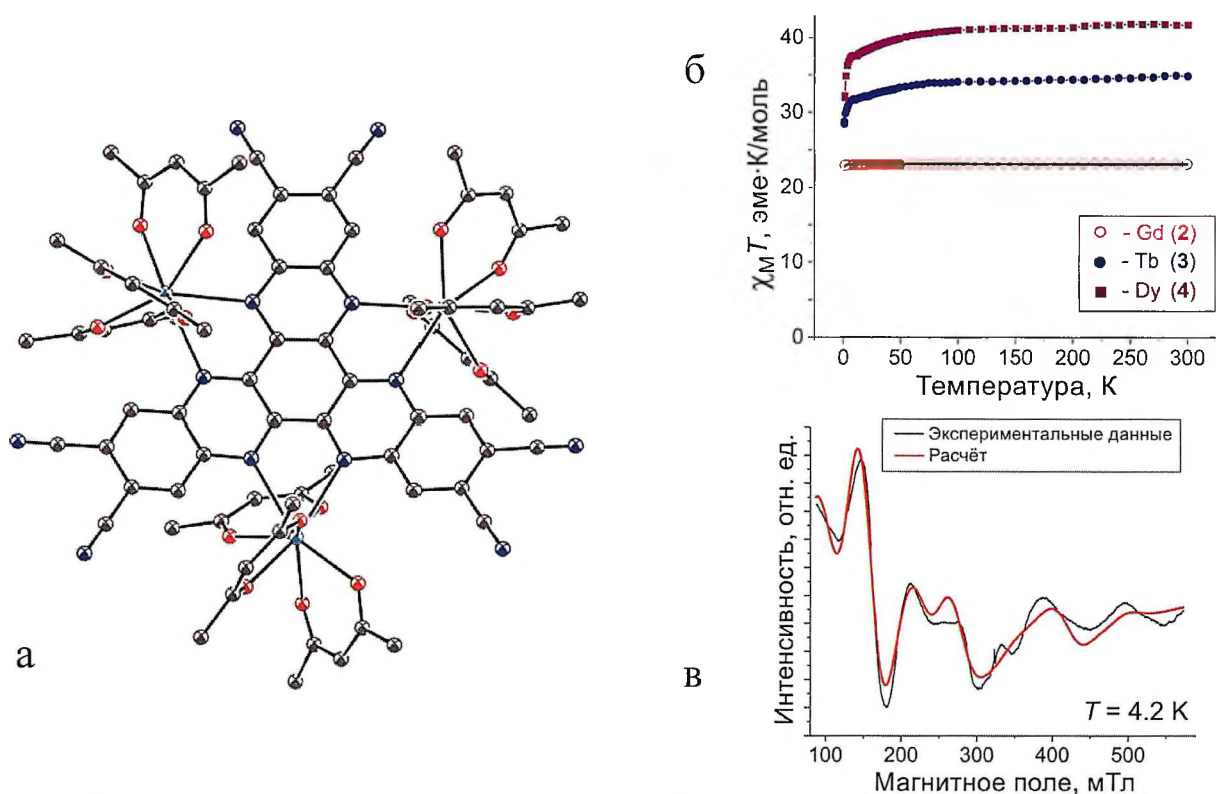 а
б
χмT, эме·К/моль
40
30
20
10
0
0
50
100
150
200
250
300
Температура, К
- Gd (2)
- Tb (3)
- Dy (4)
в
Интенсивность, отн. ед.
Экспериментальные данные
Расчёт
T = 4.2 K
100
200
300
400
500
Магнитное поле, мТл